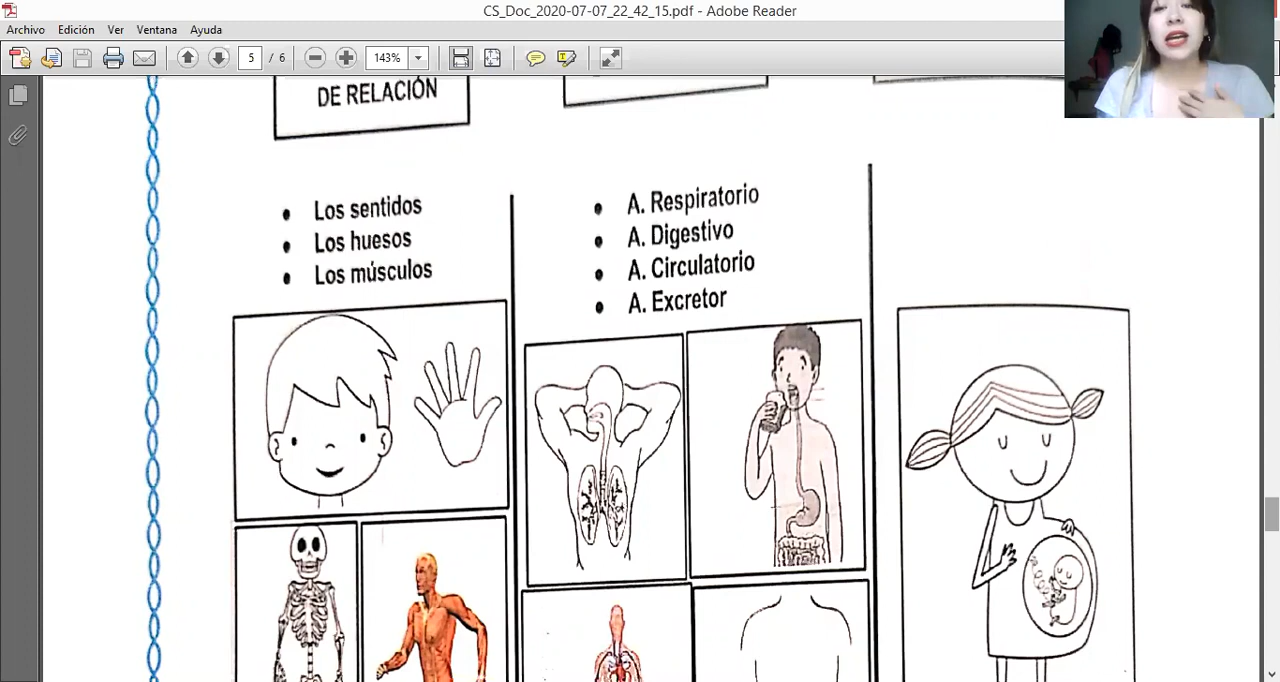 CS_Doc_2020-07-07_22_42_15.pdf - Adobe Reader
Archivo Edición Ver Ventana Ayuda
5 / 6 143%
DE RELACIÓN
• Los sentidos
• Los huesos
• Los músculos
• A. Respiratorio
• A. Digestivo
• A. Circulatorio
• A. Excretor